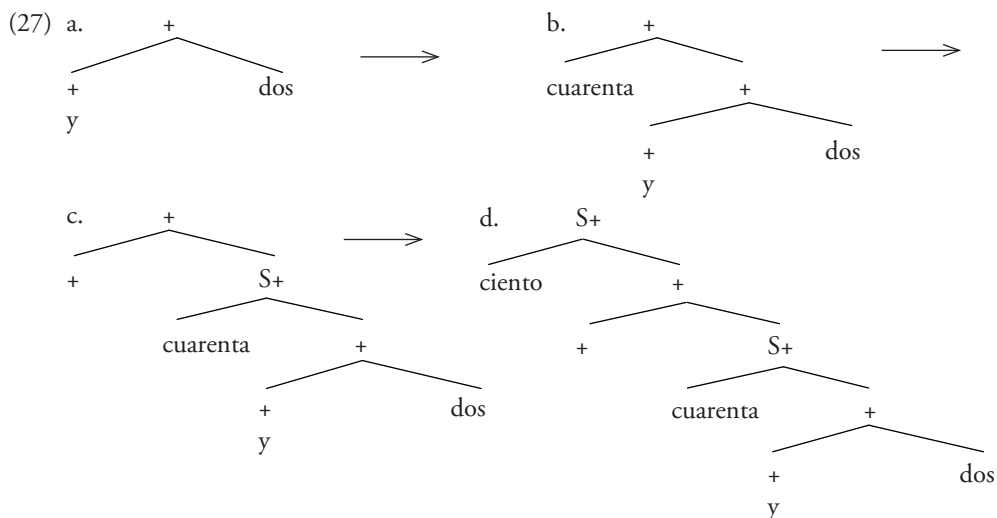 (27) a. + b. +
+ dos cuarenta +
y + dos
y
c. + d. S+
+ S+ ciento +
cuarenta + + S+
+ dos cuarenta +
y + dos
y